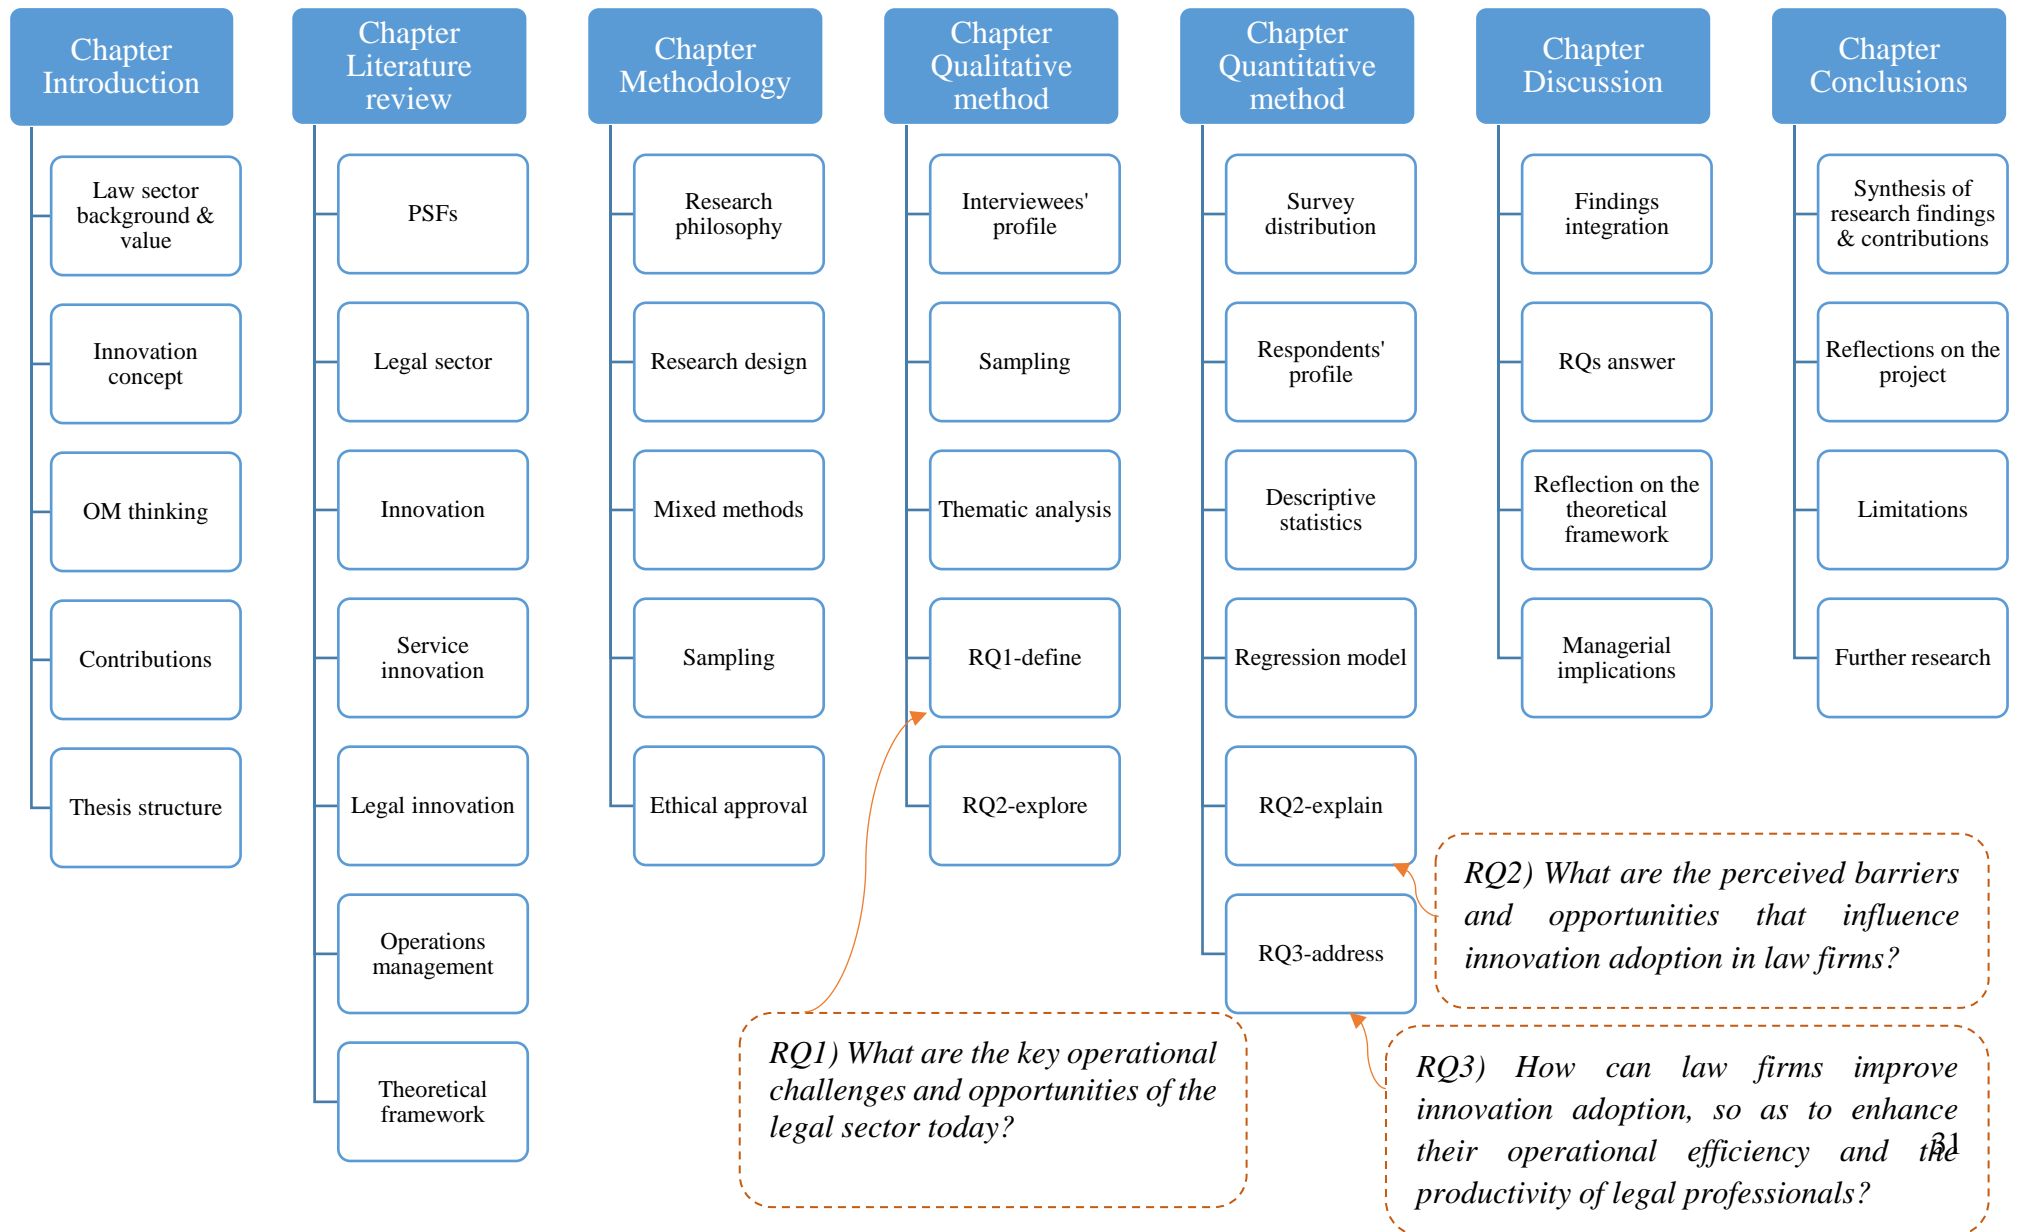 Chapter
Introduction
Law sector
background &
value
Innovation
concept
OM thinking
Contributions
Thesis structure
Chapter
Literature
review
PSFs
Legal sector
Innovation
Service
innovation
Legal innovation
Operations
management
Theoretical
framework
Chapter
Methodology
Research
philosophy
Research design
Mixed methods
Sampling
Ethical approval
Chapter
Qualitative
method
Interviewees'
profile
Sampling
Thematic analysis
RQ1-define
RQ2-explore
Chapter
Quantitative
method
Survey
distribution
Respondents'
profile
Descriptive
statistics
Regression model
RQ2-explain
RQ3-address
Chapter
Discussion
Findings
integration
RQs answer
Reflection on the
theoretical
framework
Managerial
implications
Chapter
Conclusions
Synthesis of
research findings
& contributions
Reflections on the
project
Limitations
Further research
RQ1) What are the key operational
challenges and opportunities of the
legal sector today?
RQ2) What are the perceived barriers
and opportunities that influence
innovation adoption in law firms?
RQ3) How can law firms improve
innovation adoption, so as to enhance
their operational efficiency and the
productivity of legal professionals?
31